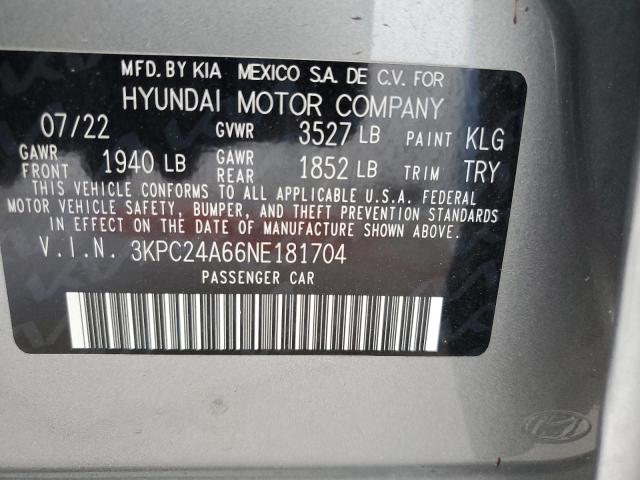 MFD. BY KIA MEXICO S.A. DE C.V. FOR
HYUNDAI MOTOR COMPANY
07/22 GVWR 3527 LB PAINT KLG
GAWR FRONT 1940 LB GAWR REAR 1852 LB TRIM TRY
THIS VEHICLE CONFORMS TO ALL APPLICABLE U.S.A. FEDERAL
MOTOR VEHICLE SAFETY, BUMPER, AND THEFT PREVENTION STANDARDS
IN EFFECT ON THE DATE OF MANUFACTURE SHOWN ABOVE.
V.I.N. 3KPC24A66NE181704
PASSENGER CAR